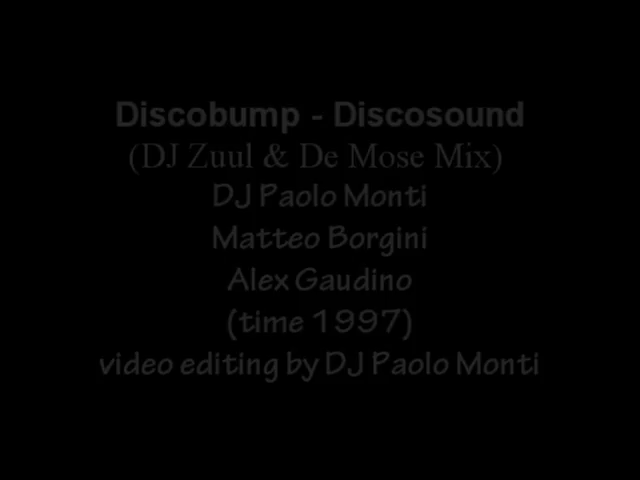 Discobump - Discosound
(DJ Zuul & De Mose Mix)
DJ Paolo Monti
Matteo Borgini
Alex Gaudino
(time 1997)
video editing by DJ Paolo Monti